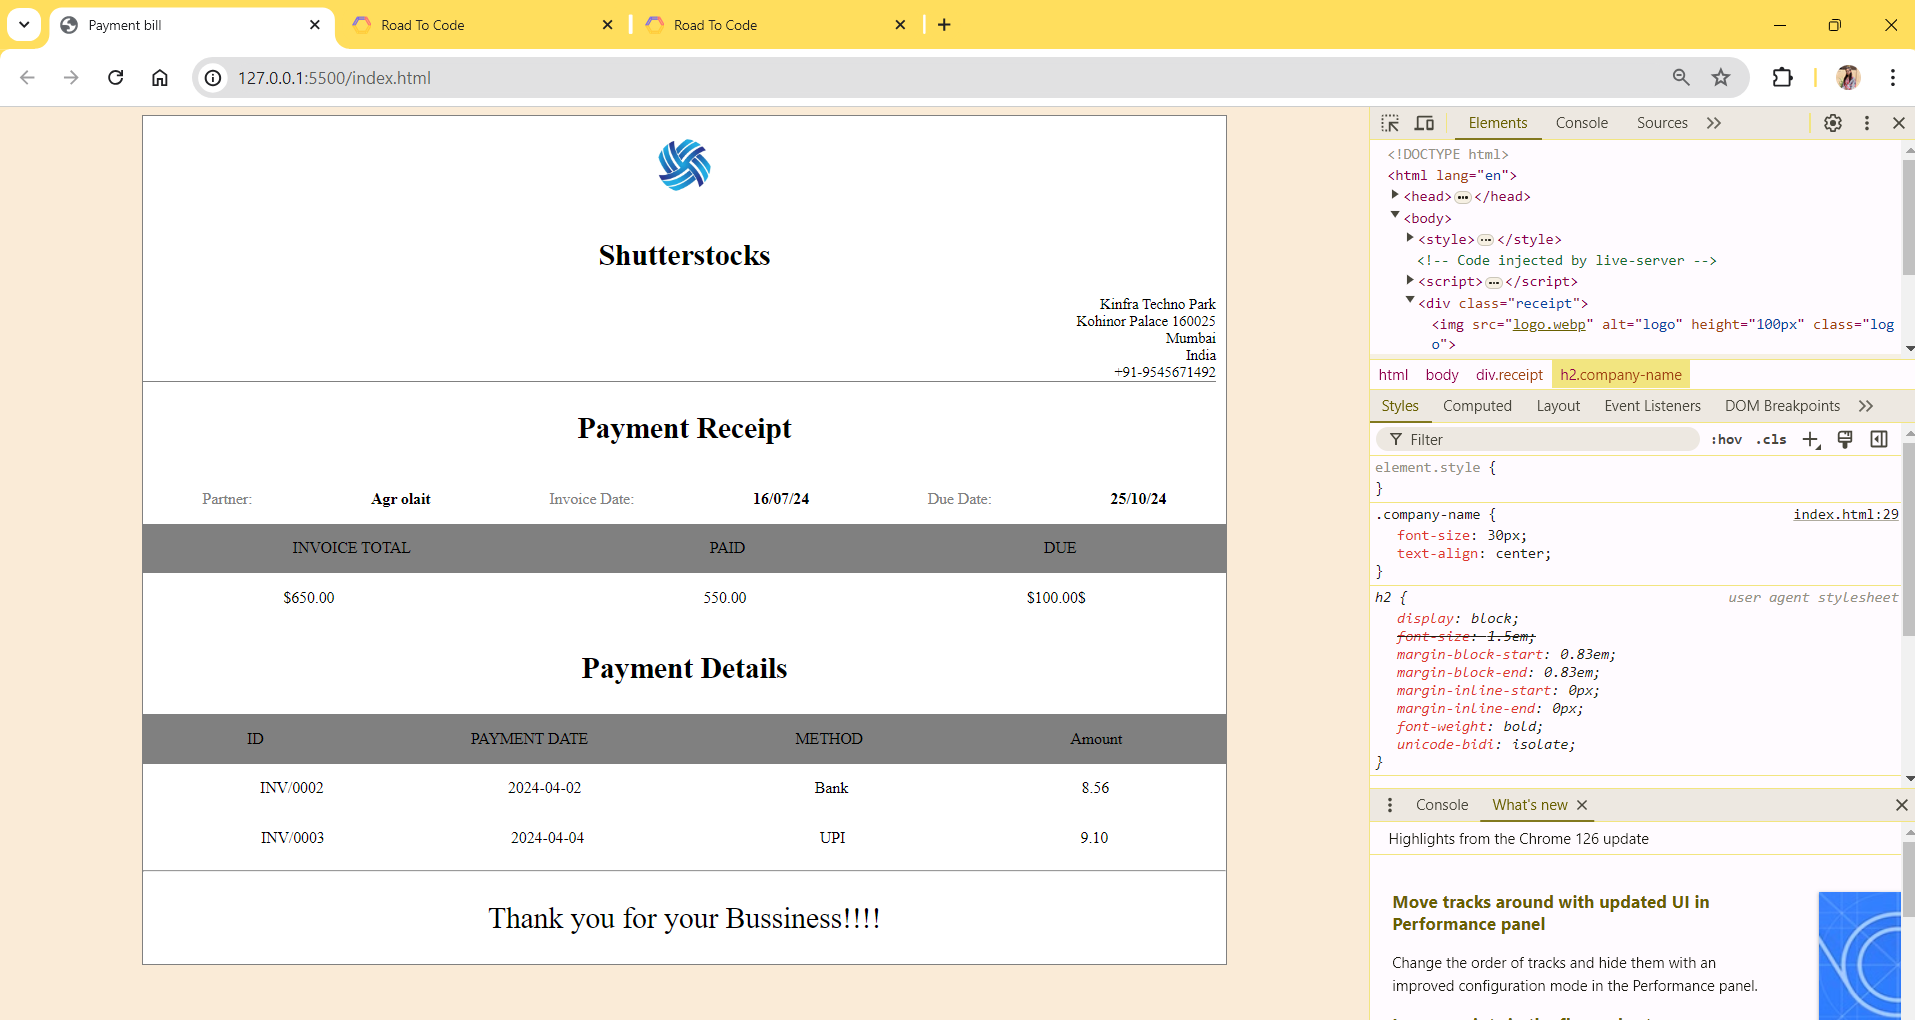 Payment bill
Road To Code
Road To Code
127.0.0.1:5500/index.html
Shutterstocks
Kinfra Techno Park
Kohinor Palace 160025
Mumbai
India
+91-9545671492
Payment Receipt
Partner: Agr olait Invoice Date: 16/07/24 Due Date: 25/10/24
INVOICE TOTAL PAID DUE
$650.00 550.00 $100.00$
Payment Details
ID PAYMENT DATE METHOD Amount
INV/0002 2024-04-02 Bank 8.56
INV/0003 2024-04-04 UPI 9.10
Thank you for your Bussiness!!!!
Elements Console Sources
<!DOCTYPE html>
<html lang="en">
<head> ••• </head>
<body>
<style> ••• </style>
<!-- Code injected by live-server -->
<script> ••• </script>
<div class="receipt">
<img src="logo.webp" alt="logo" height="100px" class="log
o">
html body div.receipt h2.company-name
Styles Computed Layout Event Listeners DOM Breakpoints
Filter :hov .cls
element.style {
}
.company-name { index.html:29
font-size: 30px;
text-align: center;
}
h2 { user agent stylesheet
display: block;
font-size: 1.5em;
margin-block-start: 0.83em;
margin-block-end: 0.83em;
margin-inline-start: 0px;
margin-inline-end: 0px;
font-weight: bold;
unicode-bidi: isolate;
}
Console What's new
Highlights from the Chrome 126 update
Move tracks around with updated UI in
Performance panel
Change the order of tracks and hide them with an
improved configuration mode in the Performance panel.